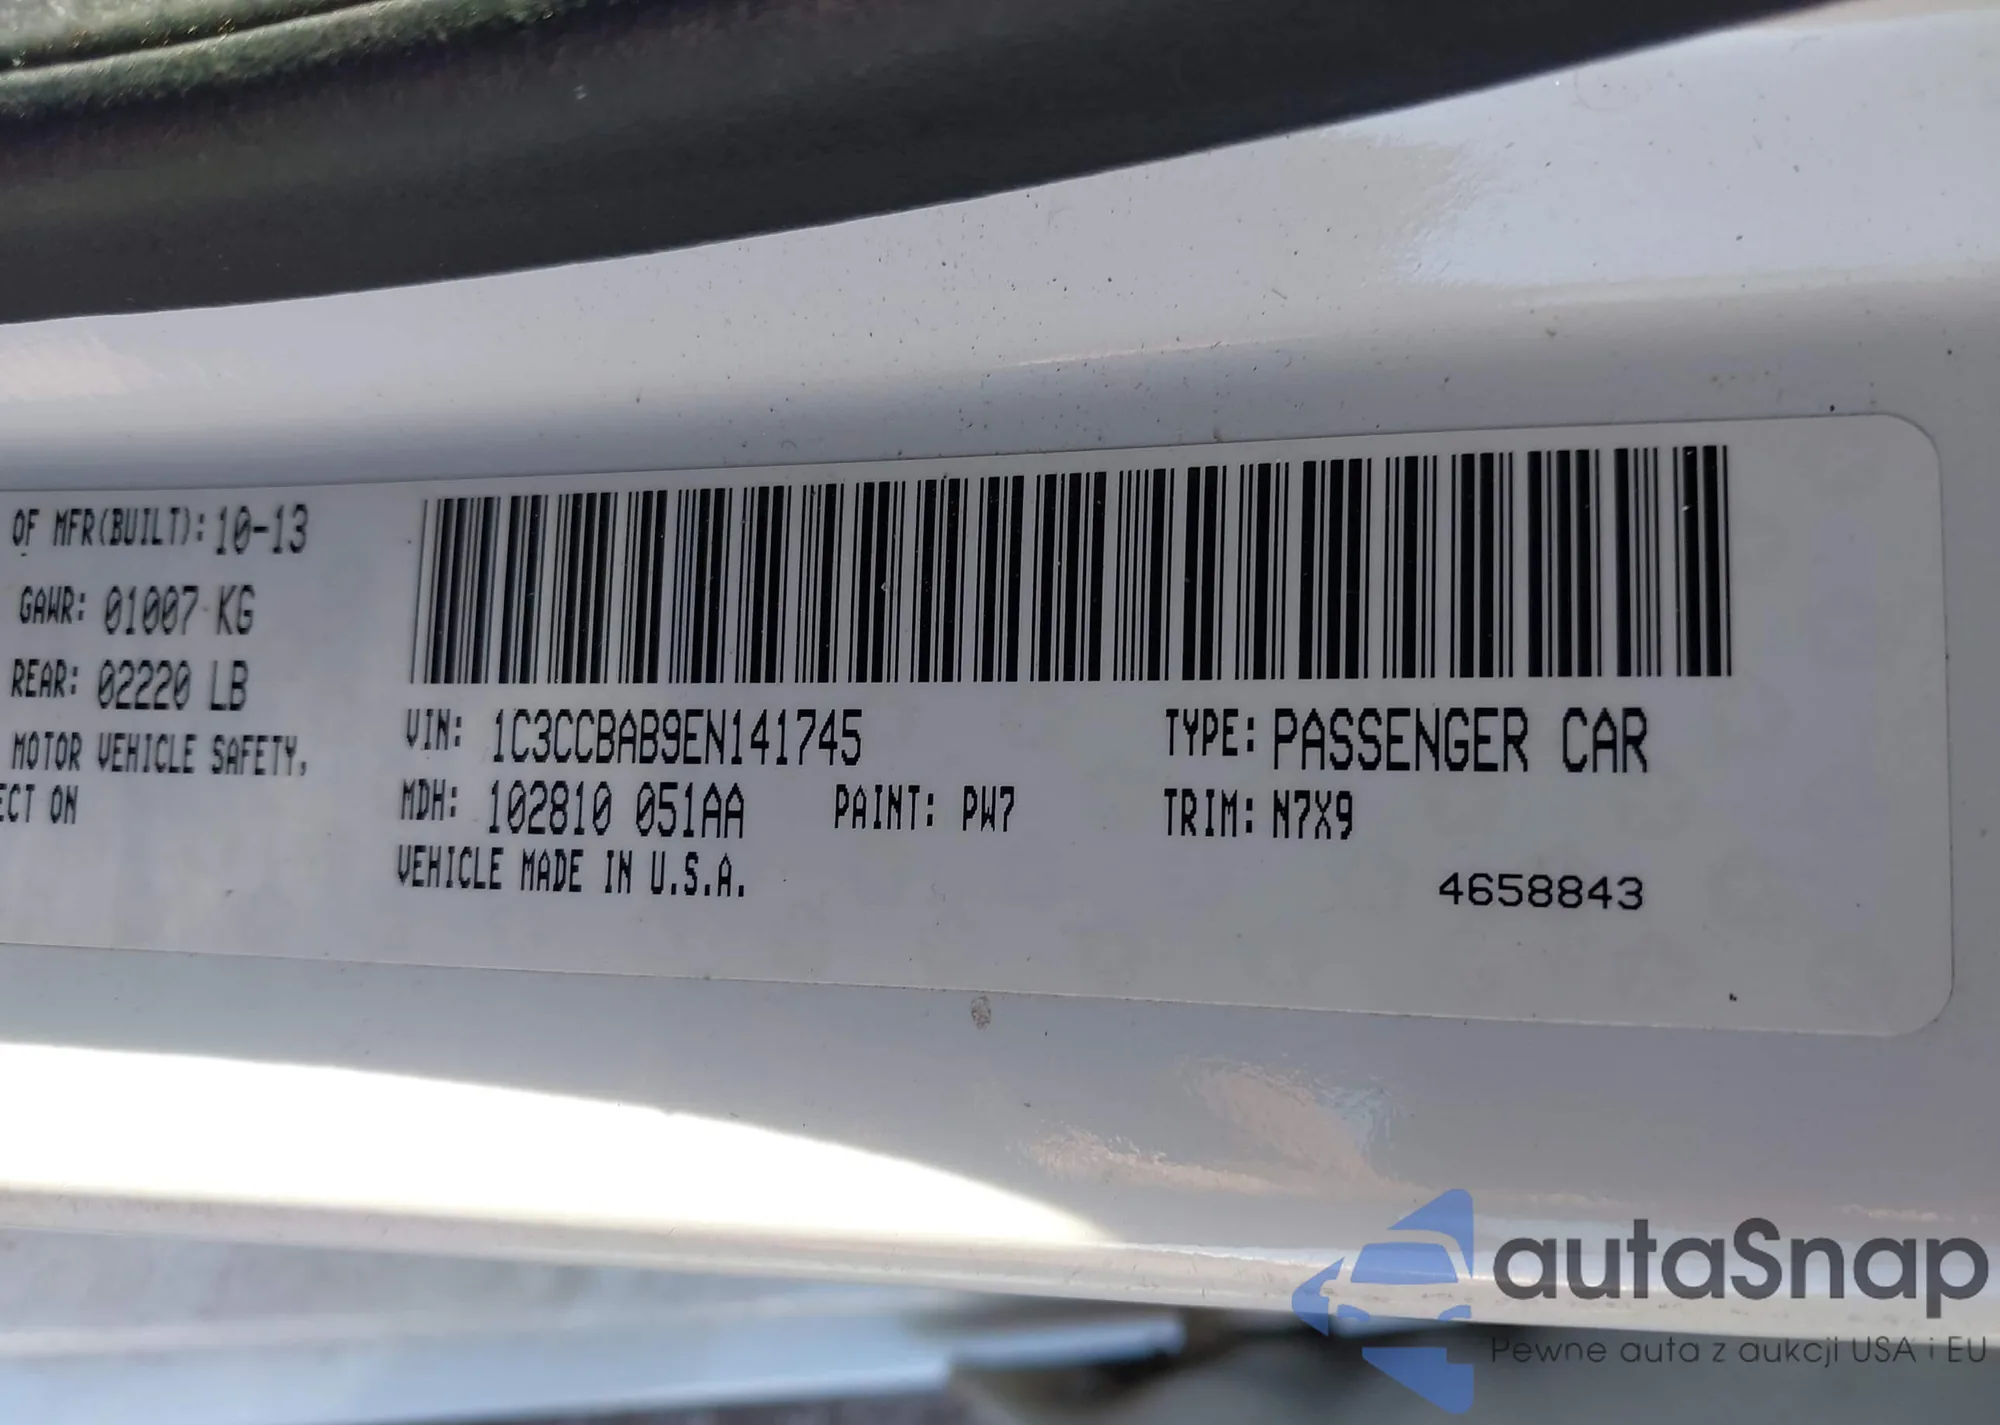 OF MFR(BUILT): 10-13
GAWR: 01007 KG
REAR: 02220 LB
MOTOR VEHICLE SAFETY,
ECT ON
VIN: 1C3CCBAB9EN141745
TYPE: PASSENGER CAR
MDH: 102810 051AA
PAINT: PW7
TRIM: N7X9
VEHICLE MADE IN U.S.A.
4658843
autaSnap
Pewne auta z aukcji USA i EU